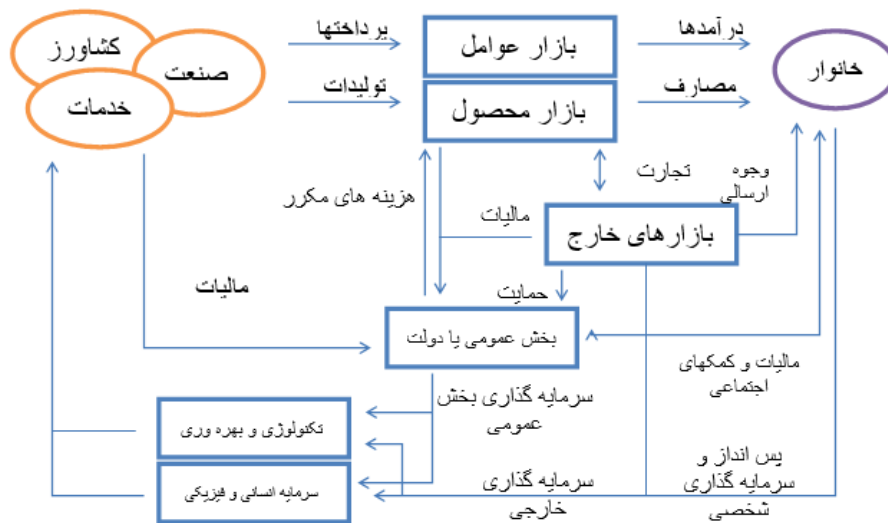 کشاورز
صنعت
خدمات
پرداختها
تولیدات
بازار عوامل
بازار محصول
درآمدها
مصارف
خانوار
هزینه های مکرر
مالیات
تجارت
وجوه
ارسالی
بازارهای خارج
مالیات
حمایت
بخش عمومی یا دولت
مالیات و کمکهای
اجتماعی
سرمایه گذاری بخش
عمومی
تکنولوژی و بهره وری
سرمایه انسانی و فیزیکی
سرمایه گذاری
خارجی
پس انداز و
سرمایه گذاری
شخصی